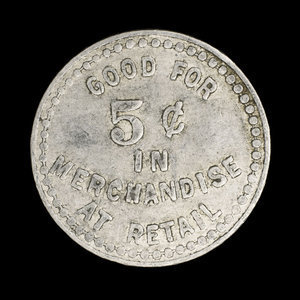 GOOD FOR
5 ¢
IN
MERCHANDISE
AT RETAIL